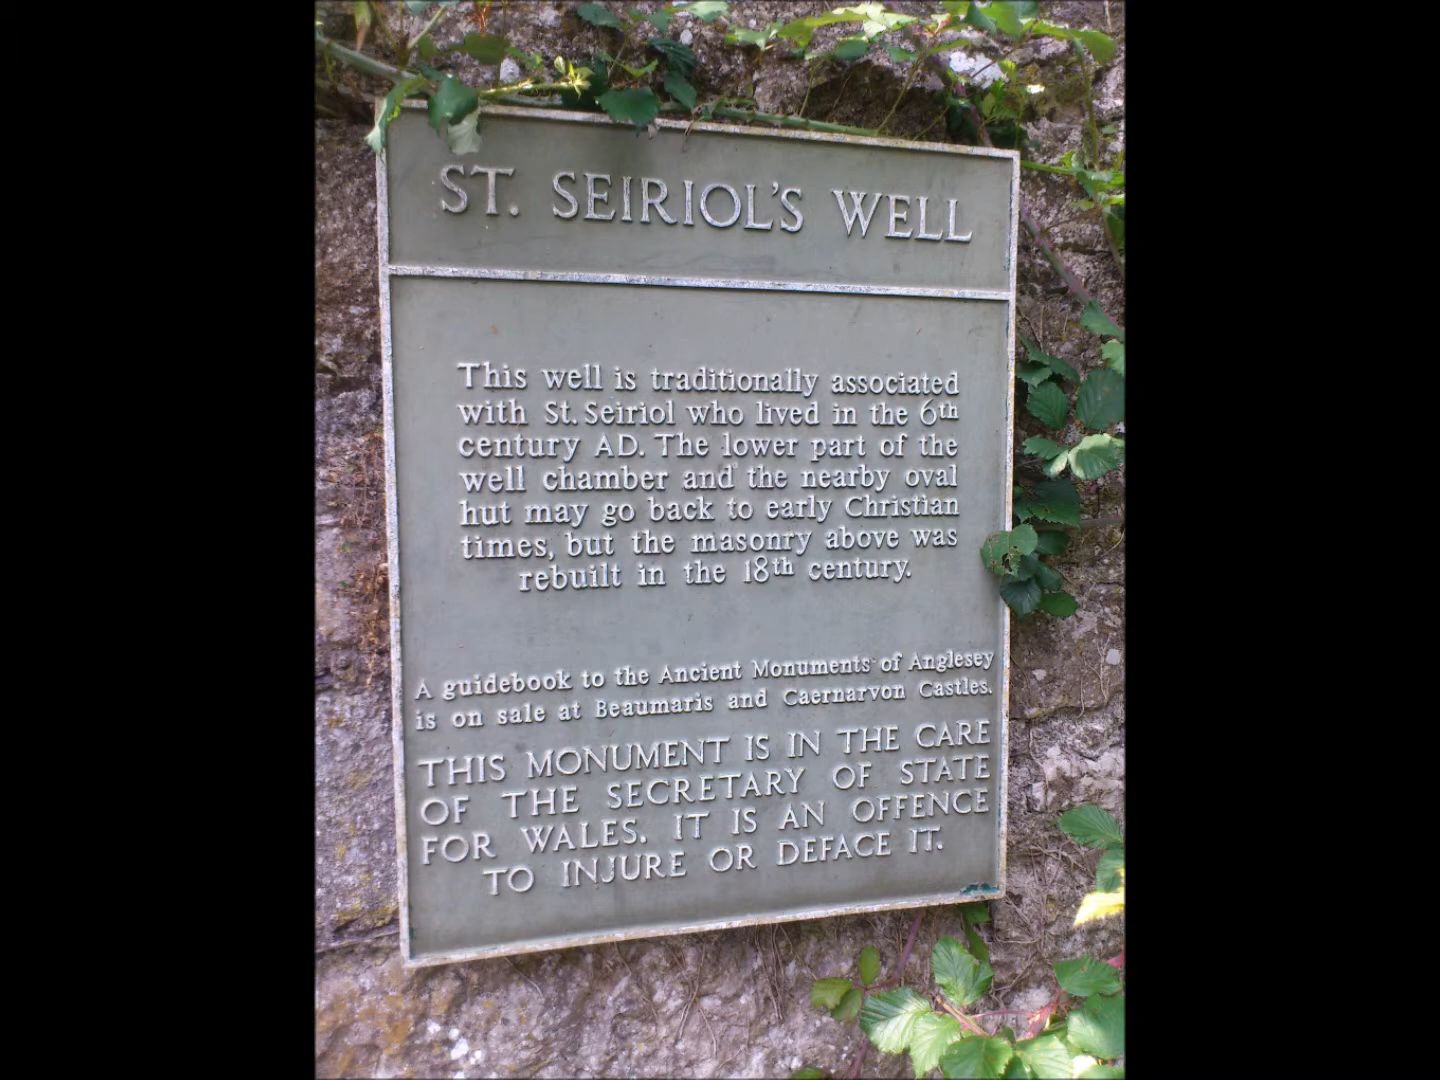 ST. SEIRIOL'S WELL
This well is traditionally associated
with St. Seiriol who lived in the 6th
century AD. The lower part of the
well chamber and the nearby oval
hut may go back to early Christian
times, but the masonry above was
rebuilt in the 18th century.
A guidebook to the Ancient Monuments of Anglesey
is on sale at Beaumaris and Caernarvon Castles.
THIS MONUMENT IS IN THE CARE
OF THE SECRETARY OF STATE
FOR WALES. IT IS AN OFFENCE
TO INJURE OR DEFACE IT.